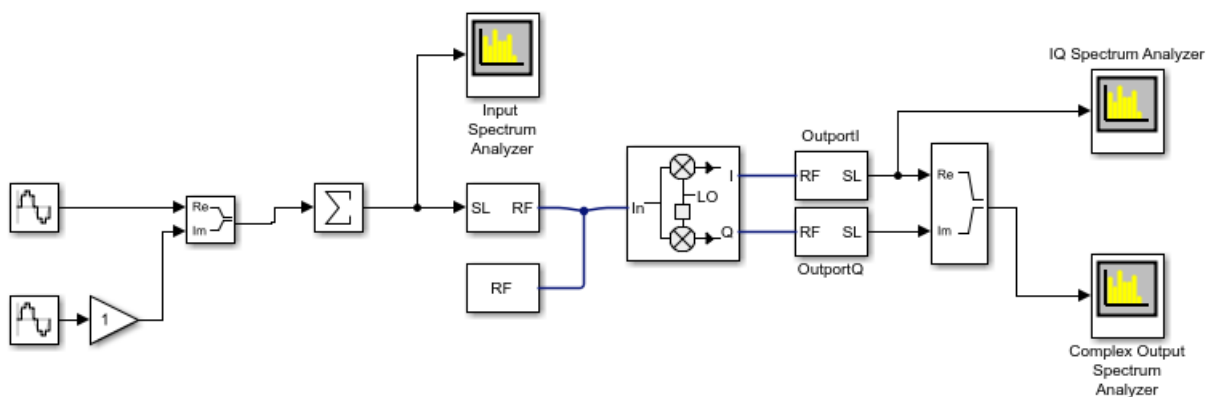 Input
Spectrum
Analyzer
IQ Spectrum Analyzer
OutportI
RF SL
Re
Im
SL RF
In
I
LO
Q
Re
Im
RF SL
OutportQ
RF
1
Complex Output
Spectrum
Analyzer